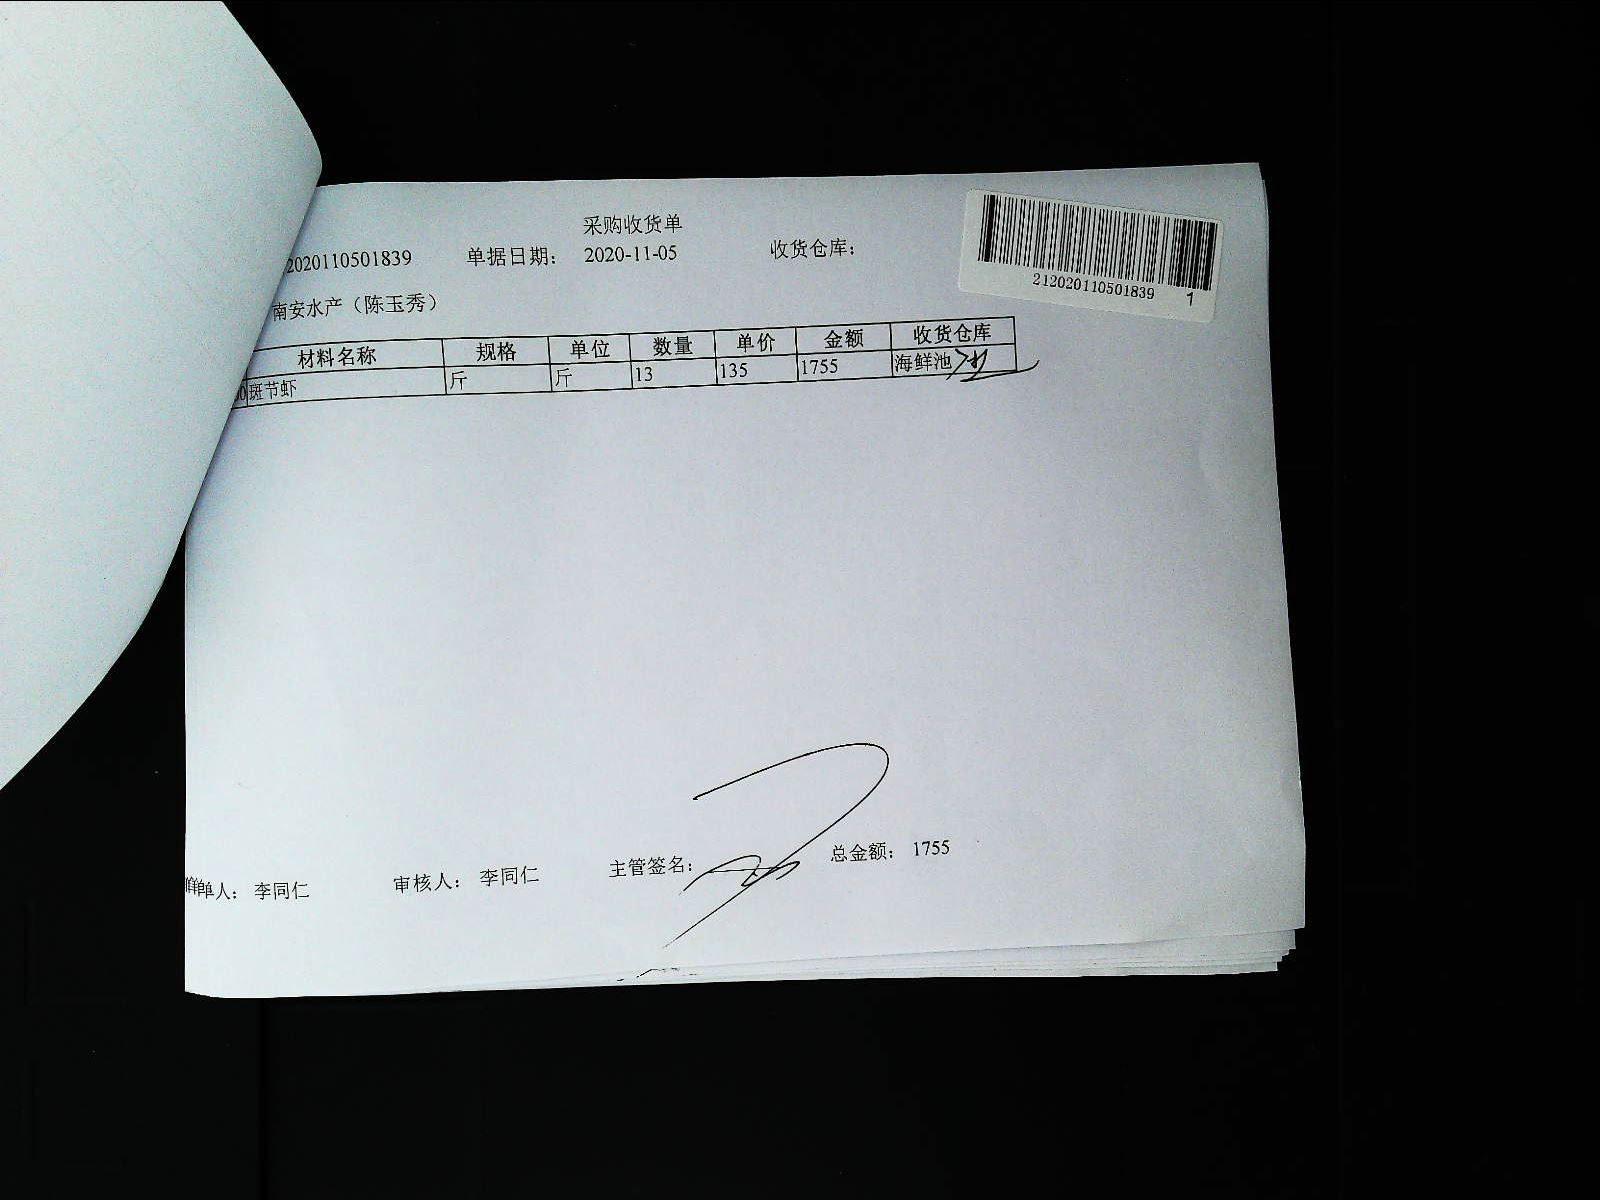 采购收货单
2020110501839 单据日期： 2020-11-05 收货仓库：
212020110501839 1
南安水产（陈玉秀）
材料名称 规格 单位 数量 单价 金额 收货仓库
斑节虾 斤 斤 13 135 1755 海鲜池
单人： 李同仁 审核人： 李同仁 主管签名： 总金额： 1755